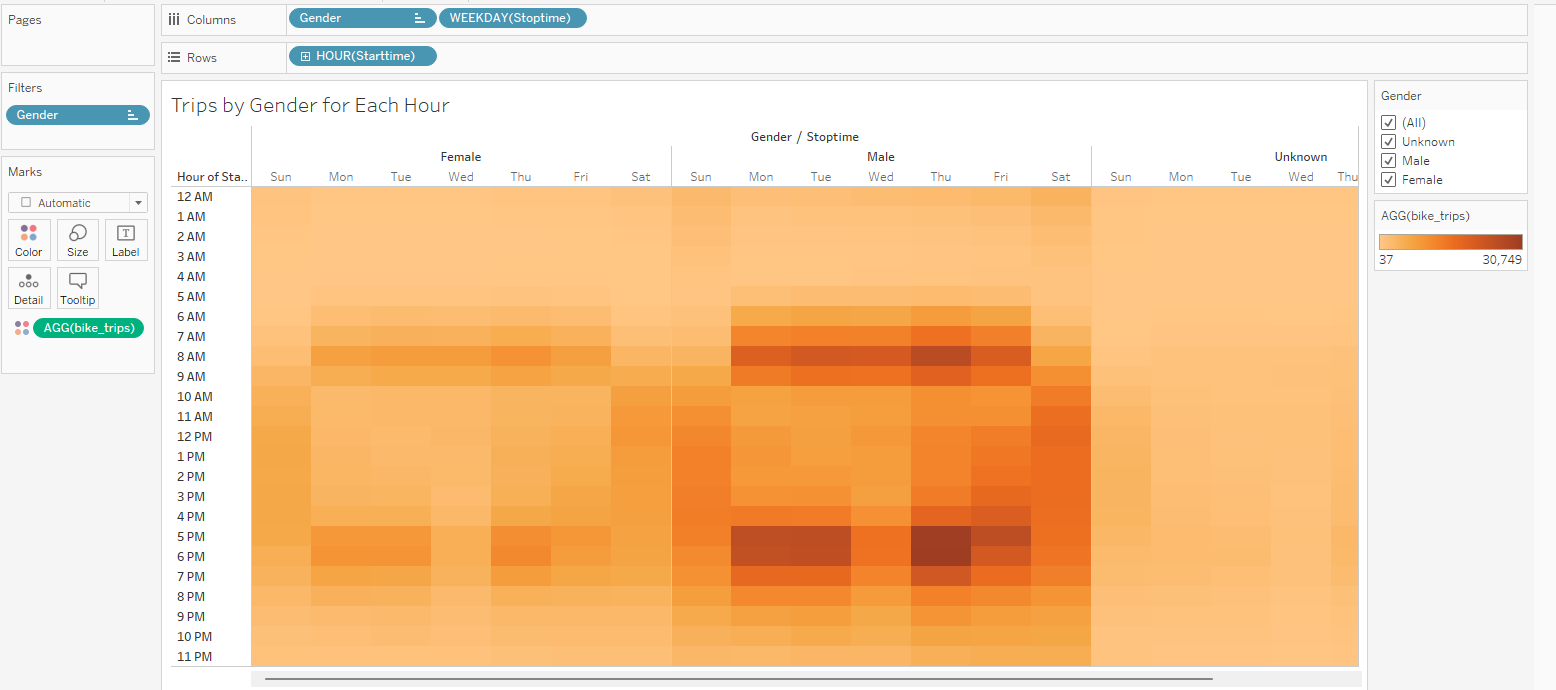 Pages
Columns
Gender
WEEKDAY(Stoptime)
Rows
HOUR(Starttime)
Filters
Gender
Marks
Automatic
Color Size Label
Detail Tooltip
AGG(bike_trips)
Trips by Gender for Each Hour
Gender / Stoptime
Female Male Unknown
Hour of Sta.. Sun Mon Tue Wed Thu Fri Sat Sun Mon Tue Wed Thu Fri Sat Sun Mon Tue Wed Thu
12 AM
1 AM
2 AM
3 AM
4 AM
5 AM
6 AM
7 AM
8 AM
9 AM
10 AM
11 AM
12 PM
1 PM
2 PM
3 PM
4 PM
5 PM
6 PM
7 PM
8 PM
9 PM
10 PM
11 PM
Gender
(All)
Unknown
Male
Female
AGG(bike_trips)
37 30,749